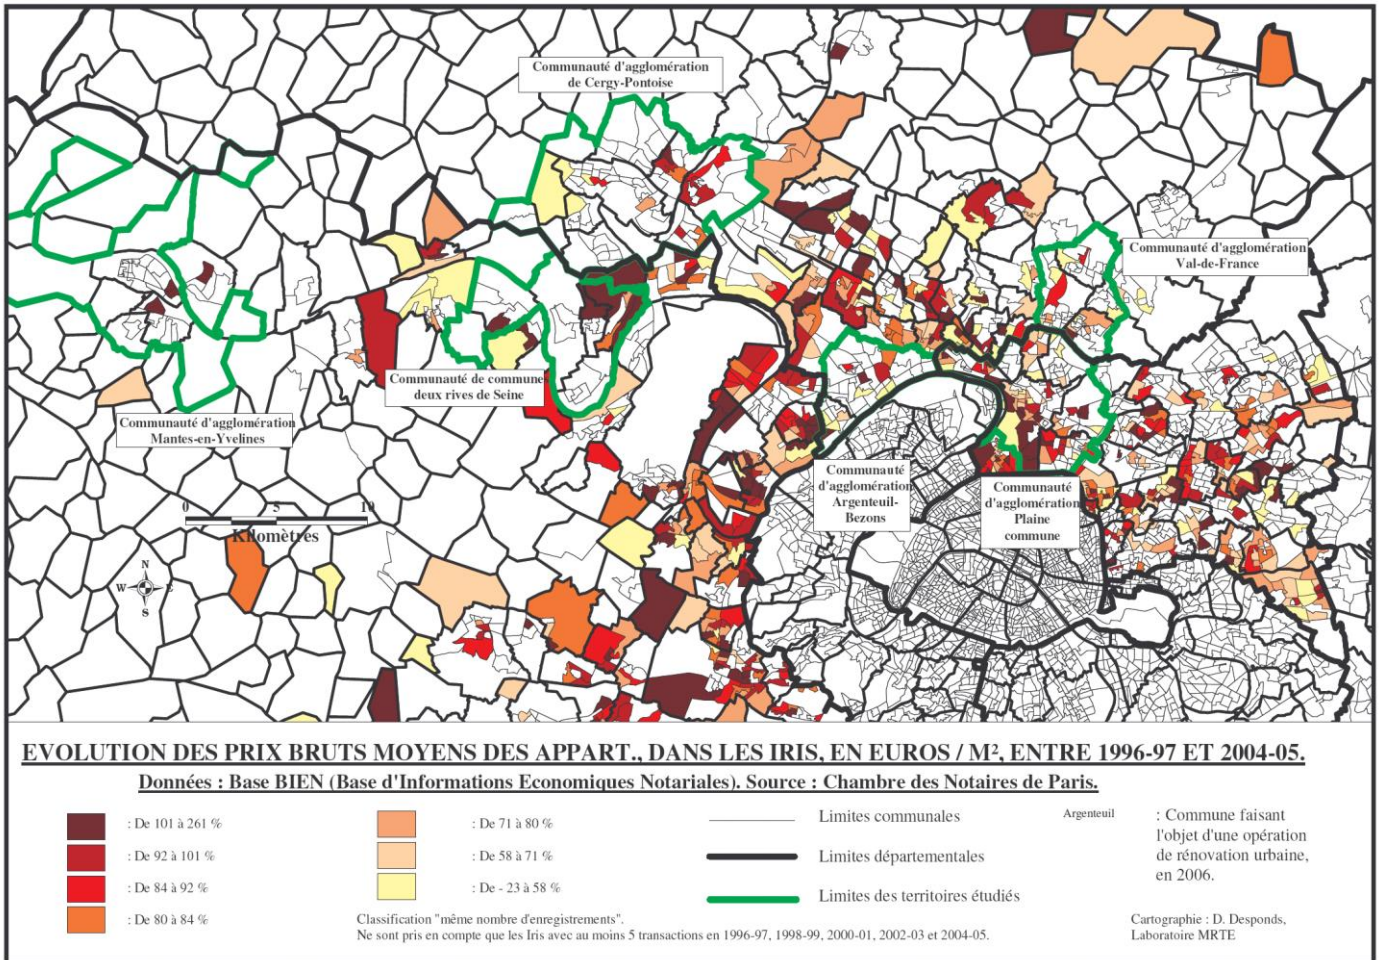 Communauté d'agglomération
de Cergy-Pontoise
Communauté d'agglomération
Val-de-France
Communauté de communes
deux rives de Seine
Communauté d'agglomération
Mantes-en-Yvelines
Communauté
d'agglomération
Argenteuil-
Bezons
Communauté
d'agglomération
Plaine
commune
0 5 10
Kilomètres
N
W E
S
EVOLUTION DES PRIX BRUTS MOYENS DES APPART., DANS LES IRIS, EN EUROS / M², ENTRE 1996-97 ET 2004-05.
Données : Base BIEN (Base d'Informations Economiques Notariales). Source : Chambre des Notaires de Paris.
: De 101 à 261 %
: De 92 à 101 %
: De 84 à 92 %
: De 80 à 84 %
: De 71 à 80 %
: De 58 à 71 %
: De - 23 à 58 %
Limites communales
Limites départementales
Limites des territoires étudiés
Argenteuil : Commune faisant
l'objet d'une opération
de rénovation urbaine,
en 2006.
Classification "même nombre d'enregistrements".
Ne sont pris en compte que les Iris avec au moins 5 transactions en 1996-97, 1998-99, 2000-01, 2002-03 et 2004-05.
Cartographie : D. Desponds,
Laboratoire MRTE